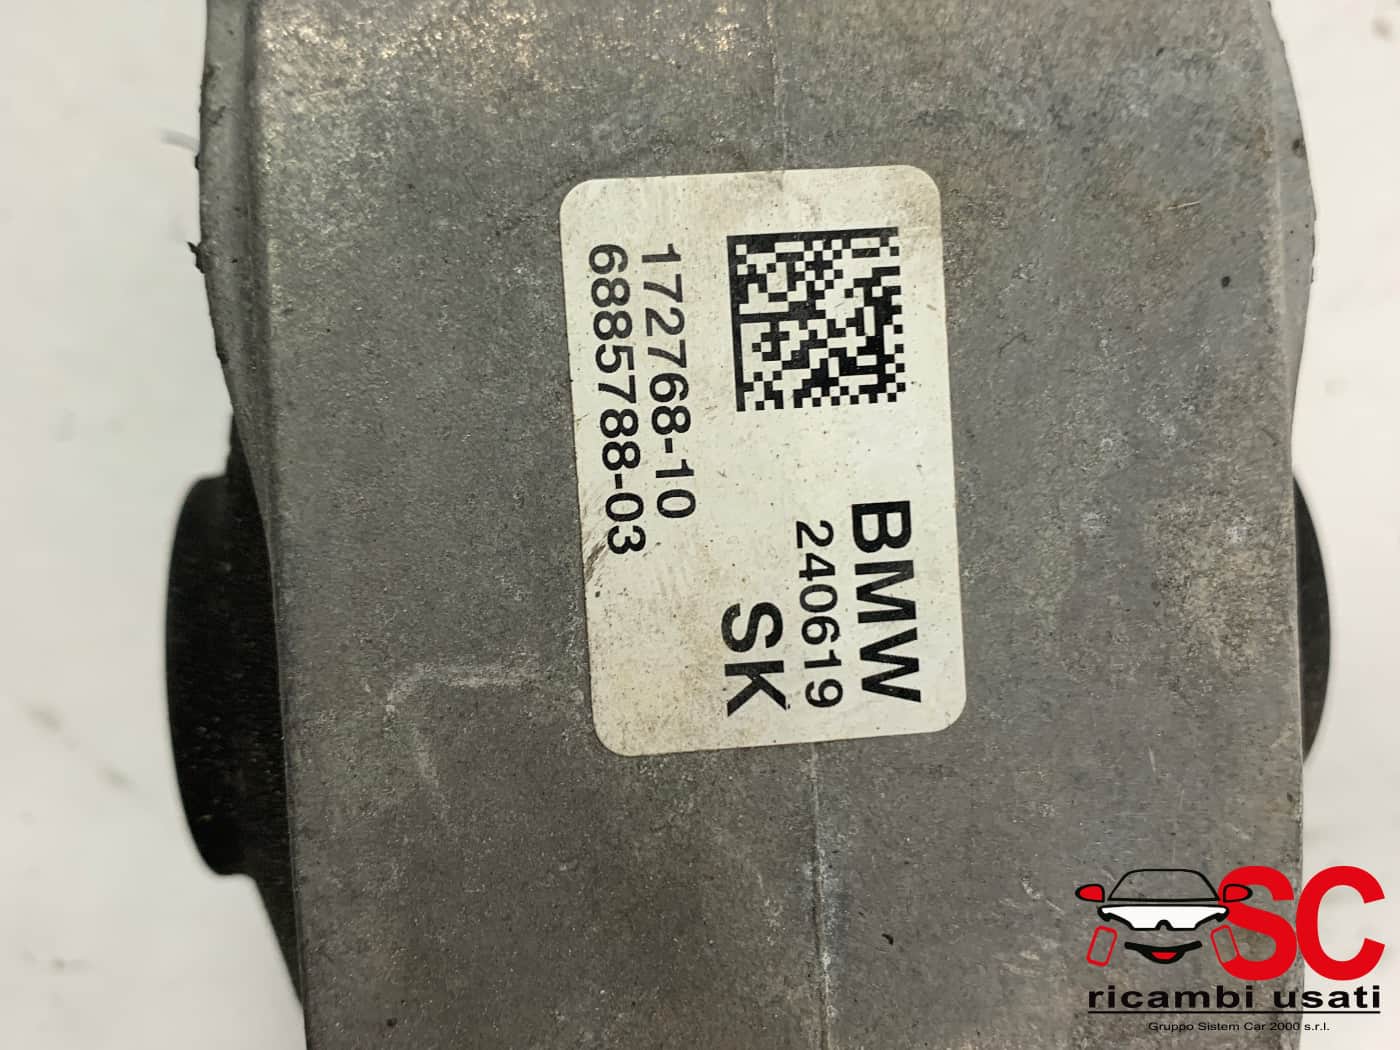 BMW
240619
SK
172768-10
6885788-03
SC
ricambi usati
Gruppo Sistem Car 2000 s.r.l.